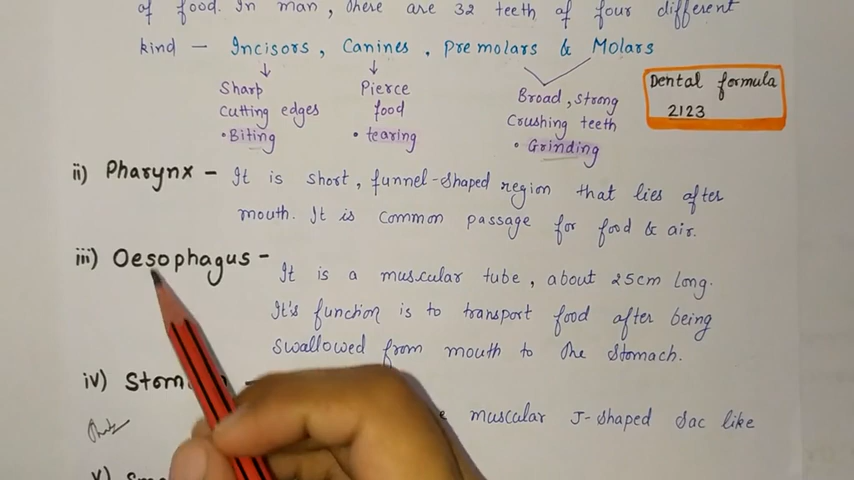 of food. In man, there are 32 teeth of four different
kind – Incisors, Canines, Premolars & Molars
Sharp
Cutting edges
• Biting
Pierce
food
• tearing
Broad, strong
Crushing teeth
• Grinding
Dental formula
2123
ii) Pharynx – It is short, funnel-shaped region that lies after
mouth. It is common passage for food & air.
iii) Oesophagus – It is a muscular tube, about 25cm long.
It's function is to transport food after being
swallowed from mouth to the stomach.
iv)
muscular J-shaped sac like
v)